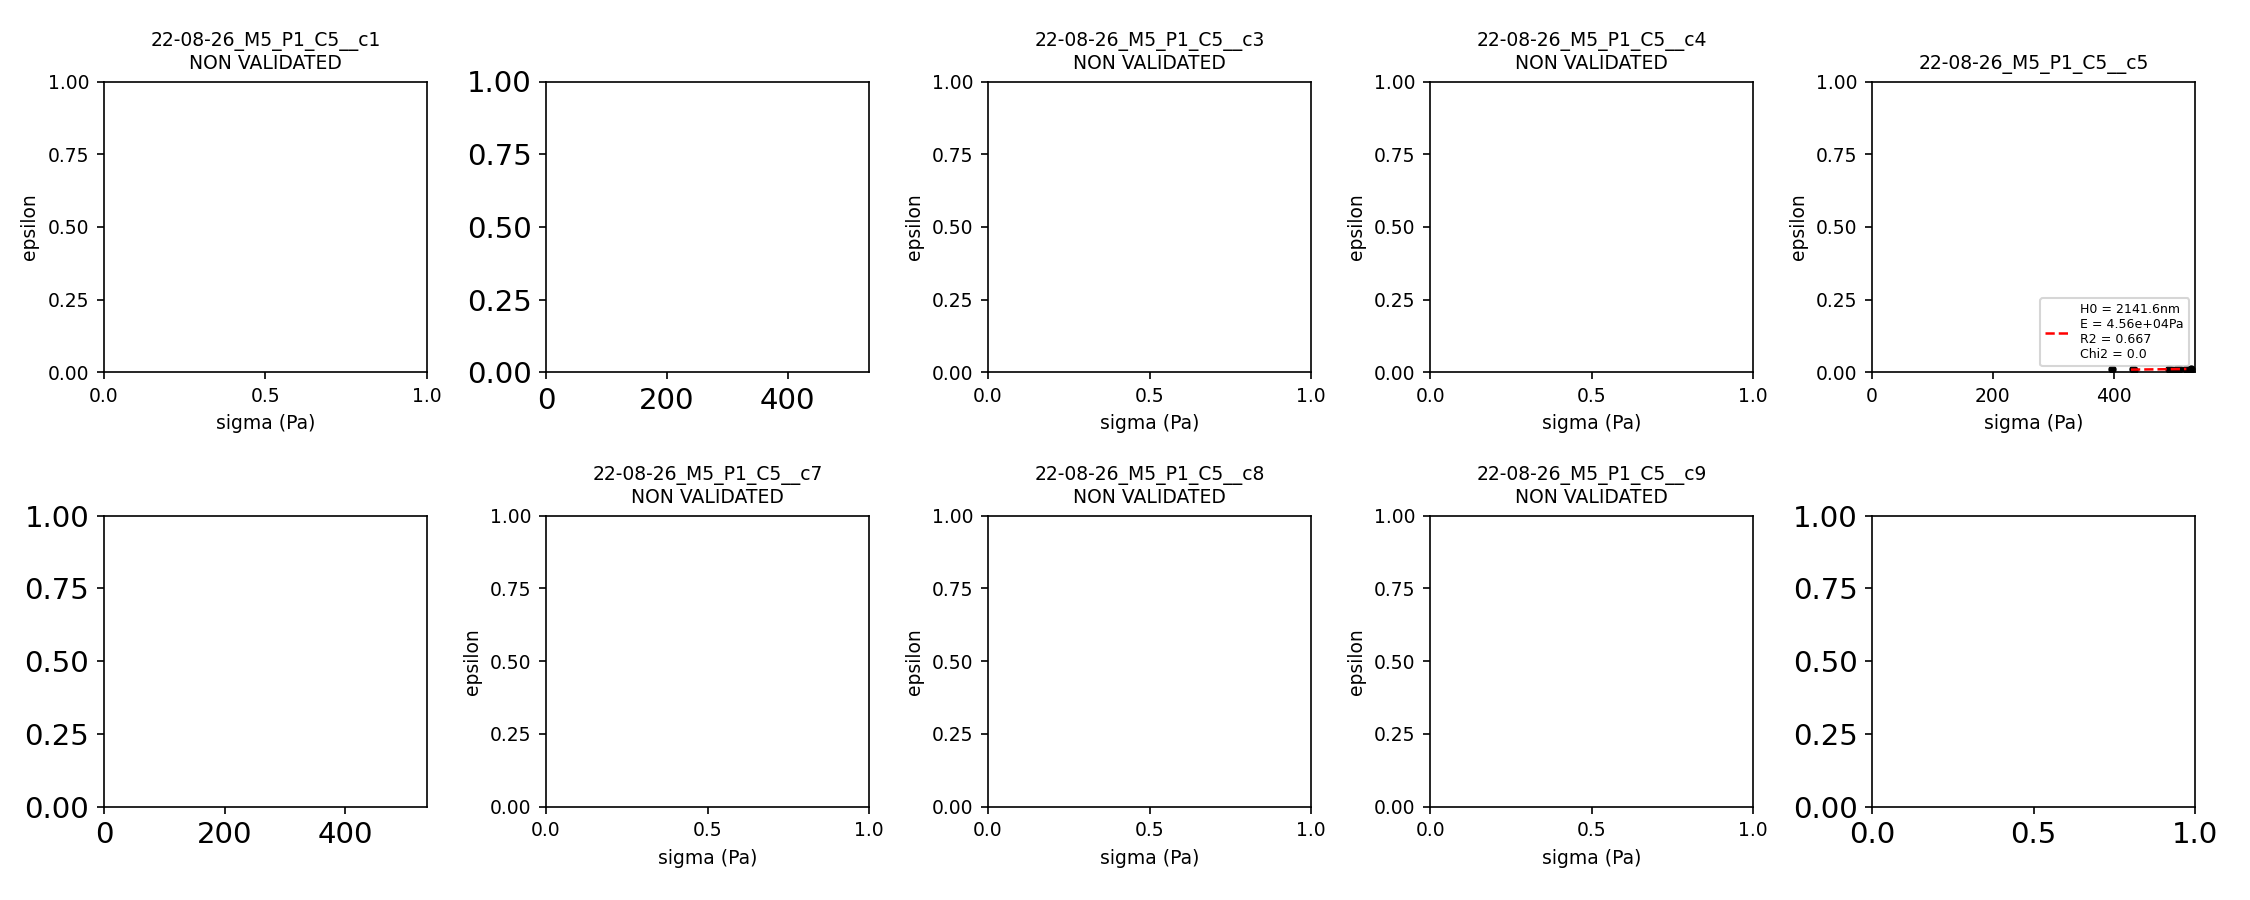 22-08-26_M5_P1_C5__c1
NON VALIDATED
1.00
0.75
0.50
0.25
0.00
epsilon
0.0 0.5 1.0
sigma (Pa)
1.00
0.75
0.50
0.25
0.00
0 200 400
22-08-26_M5_P1_C5__c3
NON VALIDATED
1.00
0.75
0.50
0.25
0.00
epsilon
0.0 0.5 1.0
sigma (Pa)
22-08-26_M5_P1_C5__c4
NON VALIDATED
1.00
0.75
0.50
0.25
0.00
epsilon
0.0 0.5 1.0
sigma (Pa)
22-08-26_M5_P1_C5__c5
1.00
0.75
0.50
0.25
0.00
epsilon
H0 = 2141.6nm
E = 4.56e+04Pa
R2 = 0.667
Chi2 = 0.0
0 200 400
sigma (Pa)
1.00
0.75
0.50
0.25
0.00
0 200 400
22-08-26_M5_P1_C5__c7
NON VALIDATED
1.00
0.75
0.50
0.25
0.00
epsilon
0.0 0.5 1.0
sigma (Pa)
22-08-26_M5_P1_C5__c8
NON VALIDATED
1.00
0.75
0.50
0.25
0.00
epsilon
0.0 0.5 1.0
sigma (Pa)
22-08-26_M5_P1_C5__c9
NON VALIDATED
1.00
0.75
0.50
0.25
0.00
epsilon
0.0 0.5 1.0
sigma (Pa)
1.00
0.75
0.50
0.25
0.00
0.0 0.5 1.0